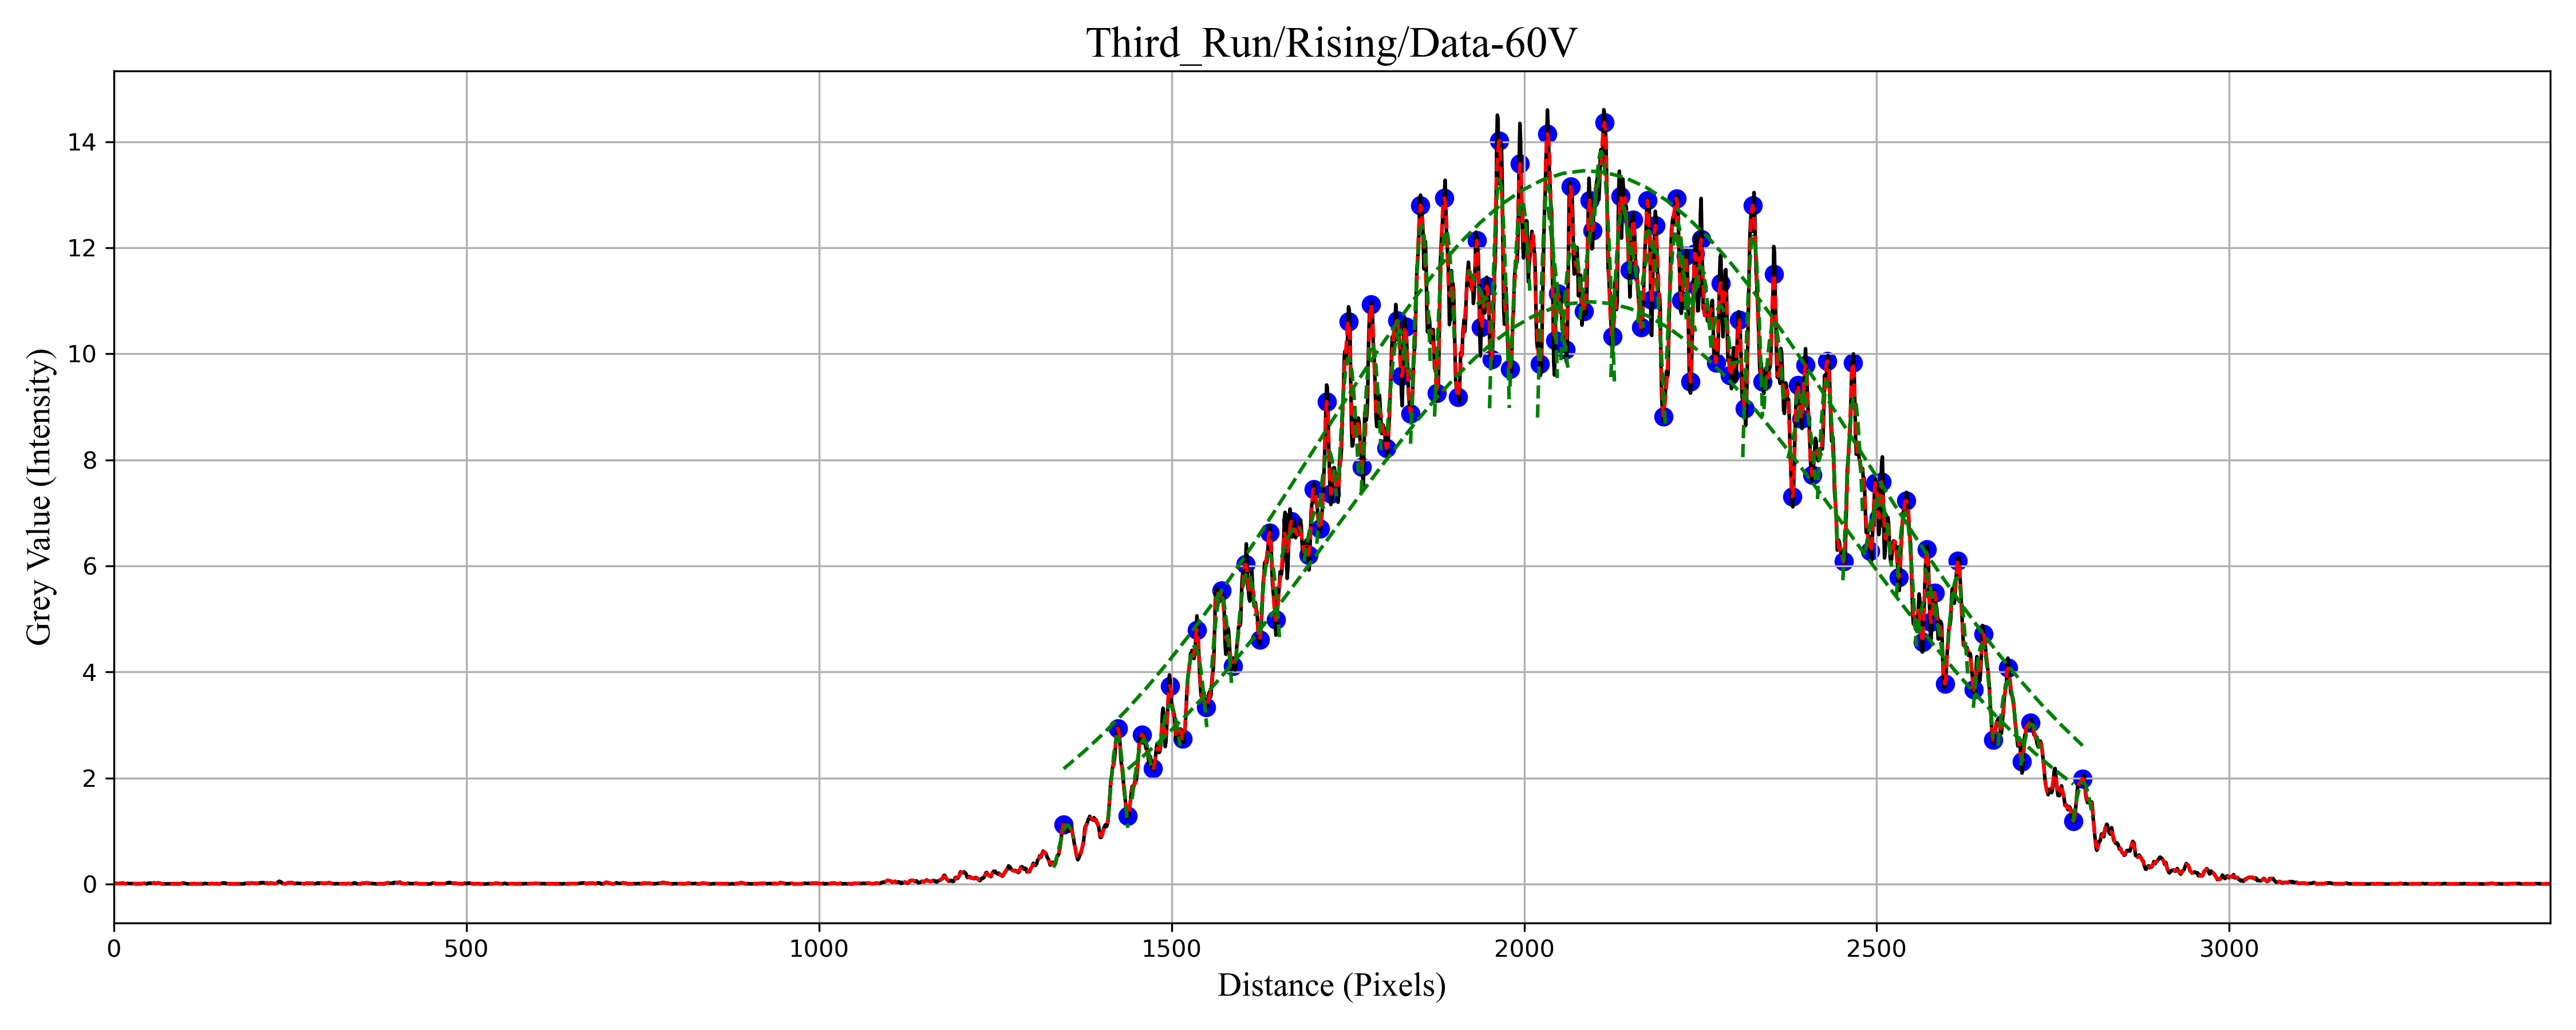 Third_Run/Rising/Data-60V
Grey Value (Intensity)
14
12
10
8
6
4
2
0
0 500 1000 1500 2000 2500 3000
Distance (Pixels)